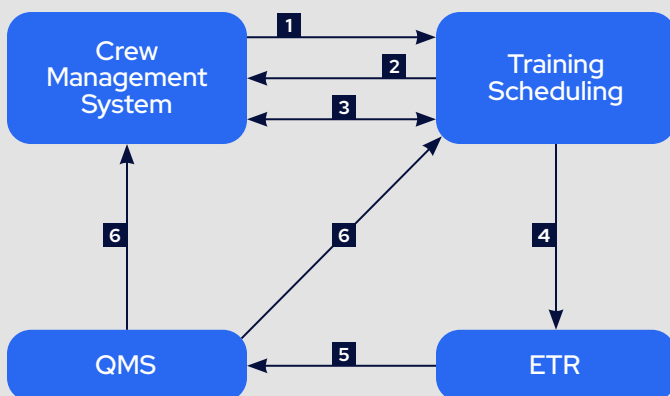 1
Crew
Management
System
2
Training
Scheduling
3
6
6
4
QMS
5
ETR